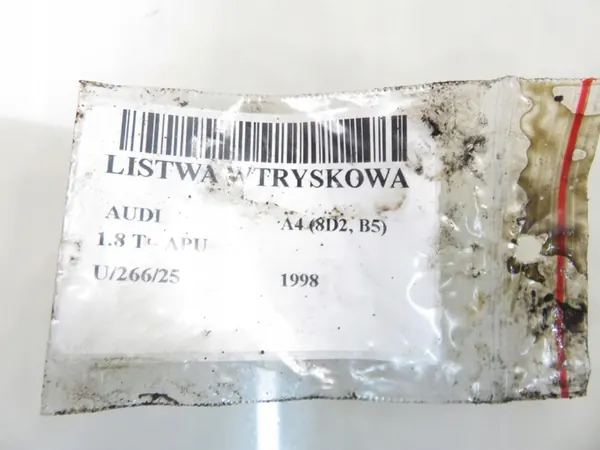 LISTWA WTRYSKOWA
AUDI A4 (8D2, B5)
1.8 T APU
U/266/25 1998